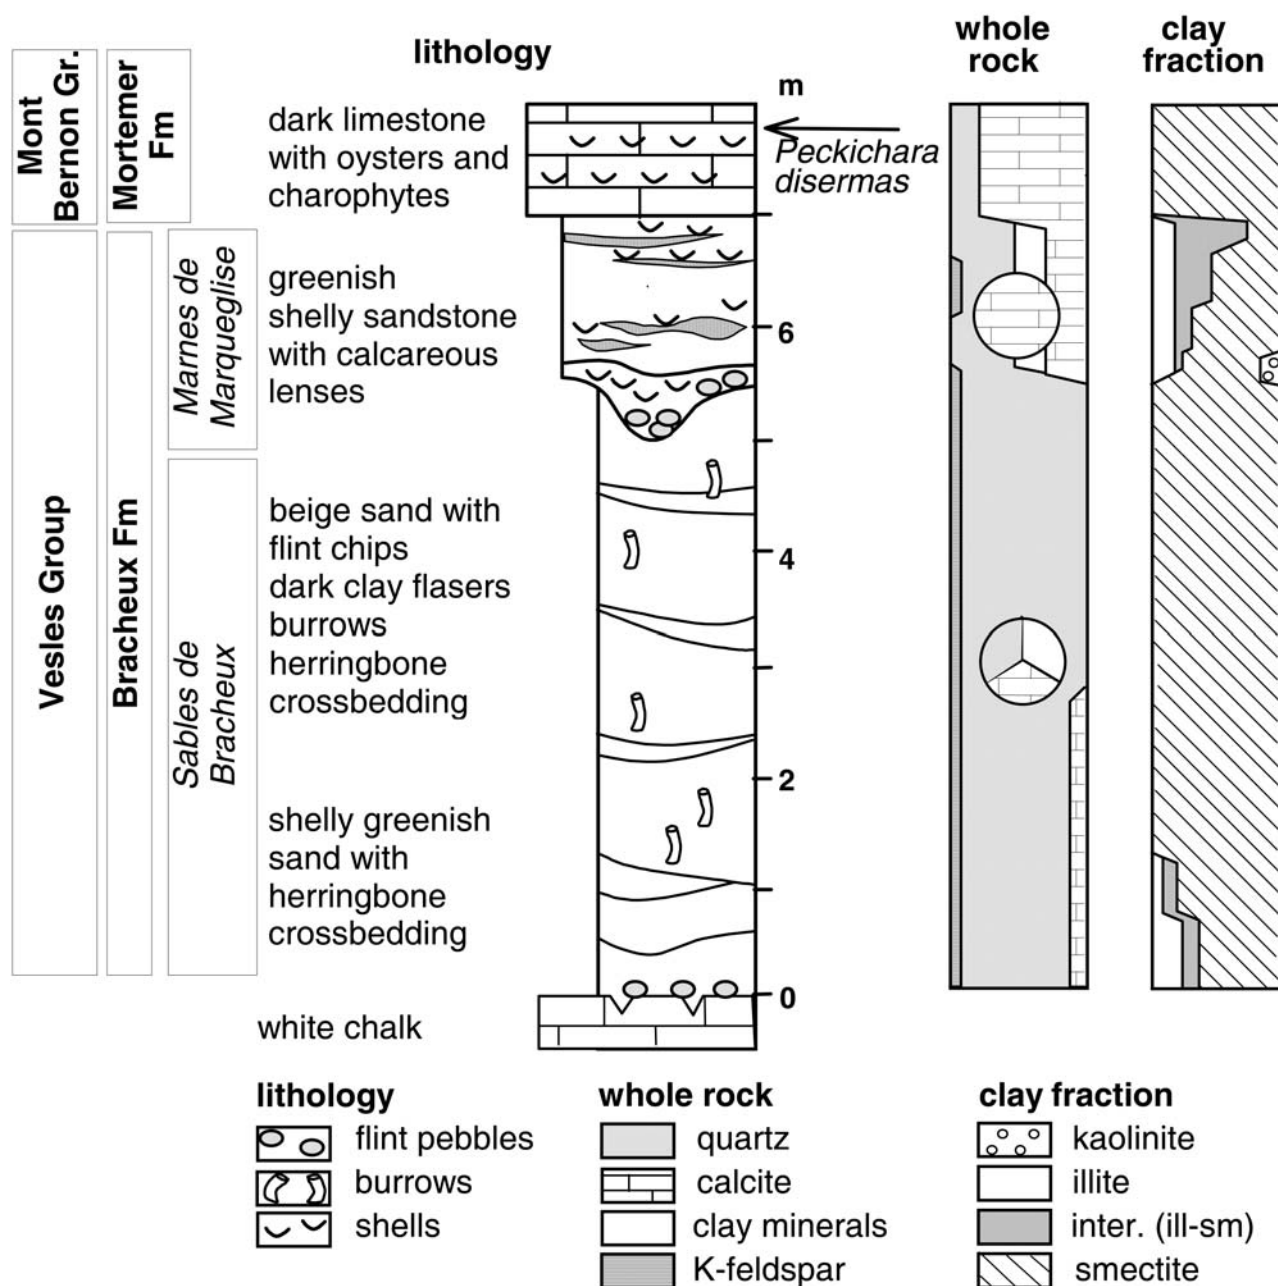 lithology
whole
rock
clay
fraction
m
Mont
Bernon Gr.
Mortemer
Fm
dark limestone
with oysters and
charophytes
Peckichara
disermas
Vesles Group
Bracheux Fm
Marnes de
Marqueglise
greenish
shelly sandstone
with calcareous
lenses
6
Sables de
Bracheux
beige sand with
flint chips
dark clay flasers
burrows
herringbone
crossbedding
4
2
shelly greenish
sand with
herringbone
crossbedding
0
white chalk
lithology
flint pebbles
burrows
shells
whole rock
quartz
calcite
clay minerals
K-feldspar
clay fraction
kaolinite
illite
inter. (ill-sm)
smectite